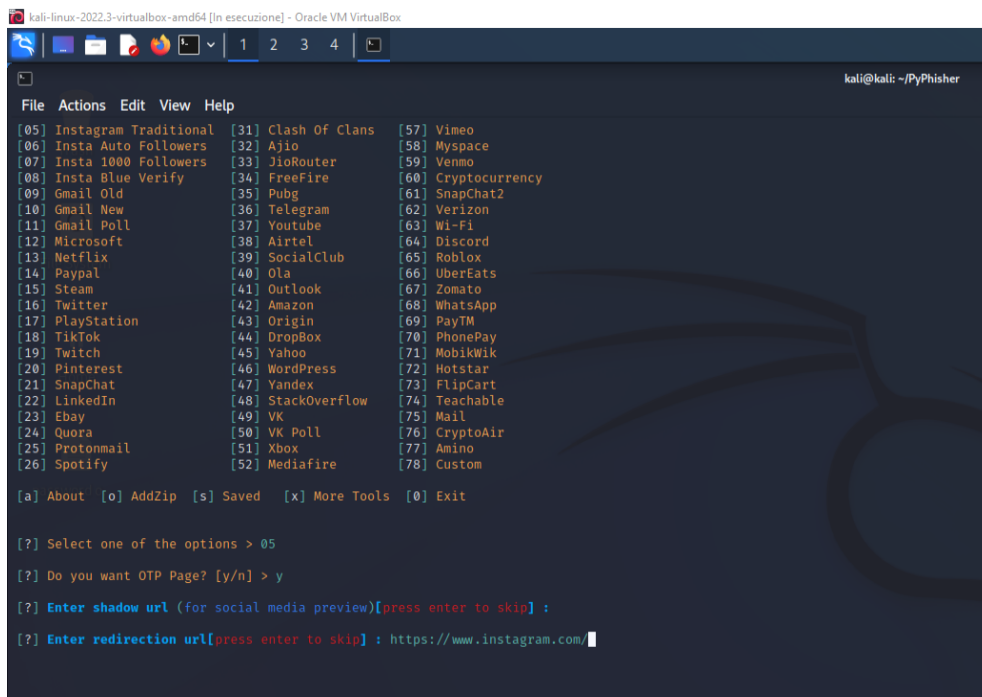 kali-linux-2022.3-virtualbox-amd64 [In esecuzione] - Oracle VM VirtualBox
1 2 3 4
kali@kali: ~/PyPhisher
File Actions Edit View Help
[05] Instagram Traditional [31] Clash Of Clans [57] Vimeo
[06] Insta Auto Followers [32] Ajio [58] Myspace
[07] Insta 1000 Followers [33] JioRouter [59] Venmo
[08] Insta Blue Verify [34] FreeFire [60] Cryptocurrency
[09] Gmail Old [35] Pubg [61] SnapChat2
[10] Gmail New [36] Telegram [62] Verizon
[11] Gmail Poll [37] Youtube [63] Wi-Fi
[12] Microsoft [38] Airtel [64] Discord
[13] Netflix [39] SocialClub [65] Roblox
[14] Paypal [40] Ola [66] UberEats
[15] Steam [41] Outlook [67] Zomato
[16] Twitter [42] Amazon [68] WhatsApp
[17] PlayStation [43] Origin [69] PayTM
[18] TikTok [44] DropBox [70] PhonePay
[19] Twitch [45] Yahoo [71] MobikWik
[20] Pinterest [46] WordPress [72] Hotstar
[21] SnapChat [47] Yandex [73] FlipCart
[22] LinkedIn [48] StackOverflow [74] Teachable
[23] Ebay [49] VK [75] Mail
[24] Quora [50] VK Poll [76] CryptoAir
[25] Protonmail [51] Xbox [77] Amino
[26] Spotify [52] Mediafire [78] Custom
[a] About [o] AddZip [s] Saved [x] More Tools [0] Exit
[?] Select one of the options > 05
[?] Do you want OTP Page? [y/n] > y
[?] Enter shadow url (for social media preview)[press enter to skip] :
[?] Enter redirection url[press enter to skip] : https://www.instagram.com/